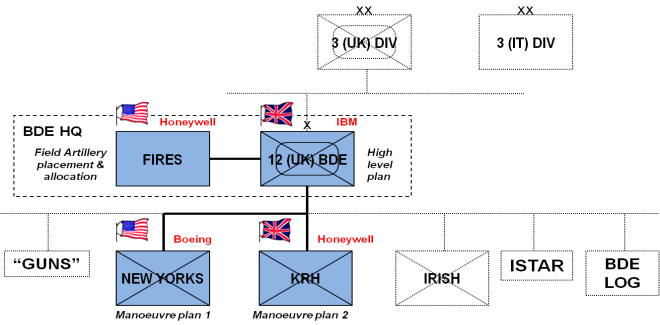 XX
XX
3 (UK) DIV
3 (IT) DIV
BDE HQ
Honeywell
IBM
X
Field Artillery
placement &
allocation
FIRES
12 (UK) BDE
High
level
plan
Boeing
Honeywell
“GUNS”
NEW YORKS
KRH
IRISH
ISTAR
BDE
LOG
Manoeuvre plan 1
Manoeuvre plan 2